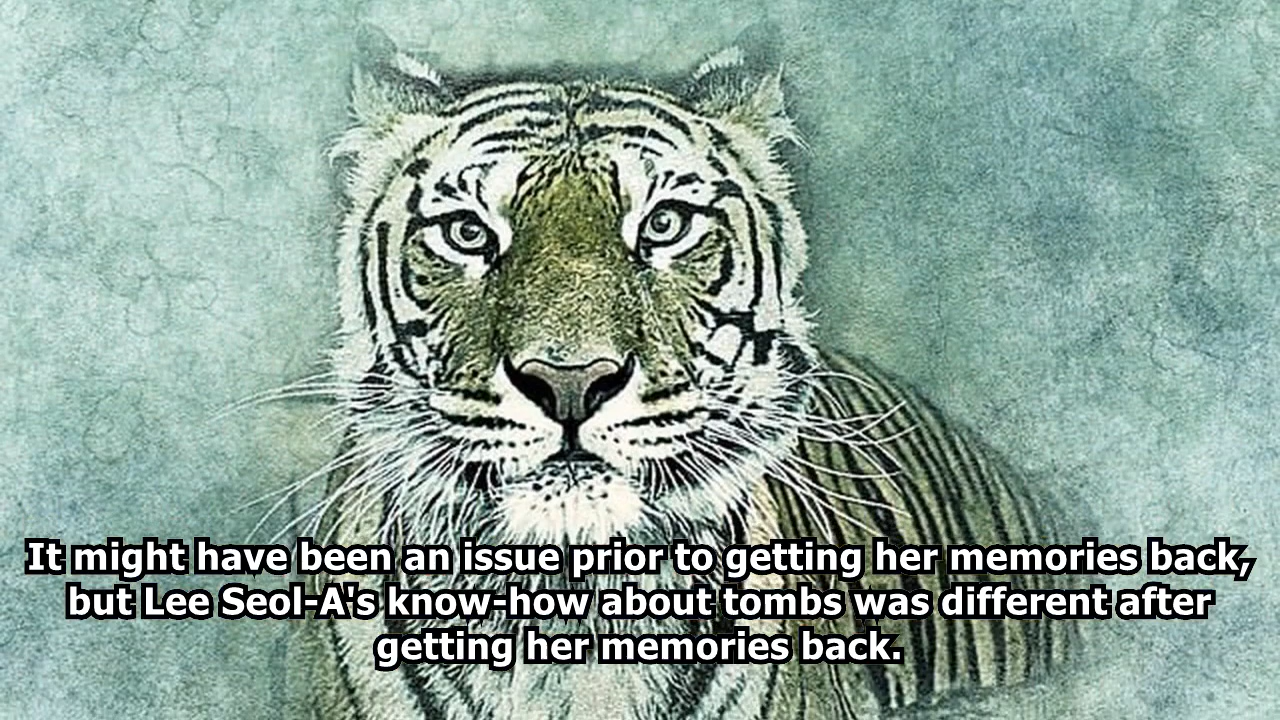 It might have been an issue prior to getting her memories back,
but Lee Seol-A's know-how about tombs was different after
getting her memories back.